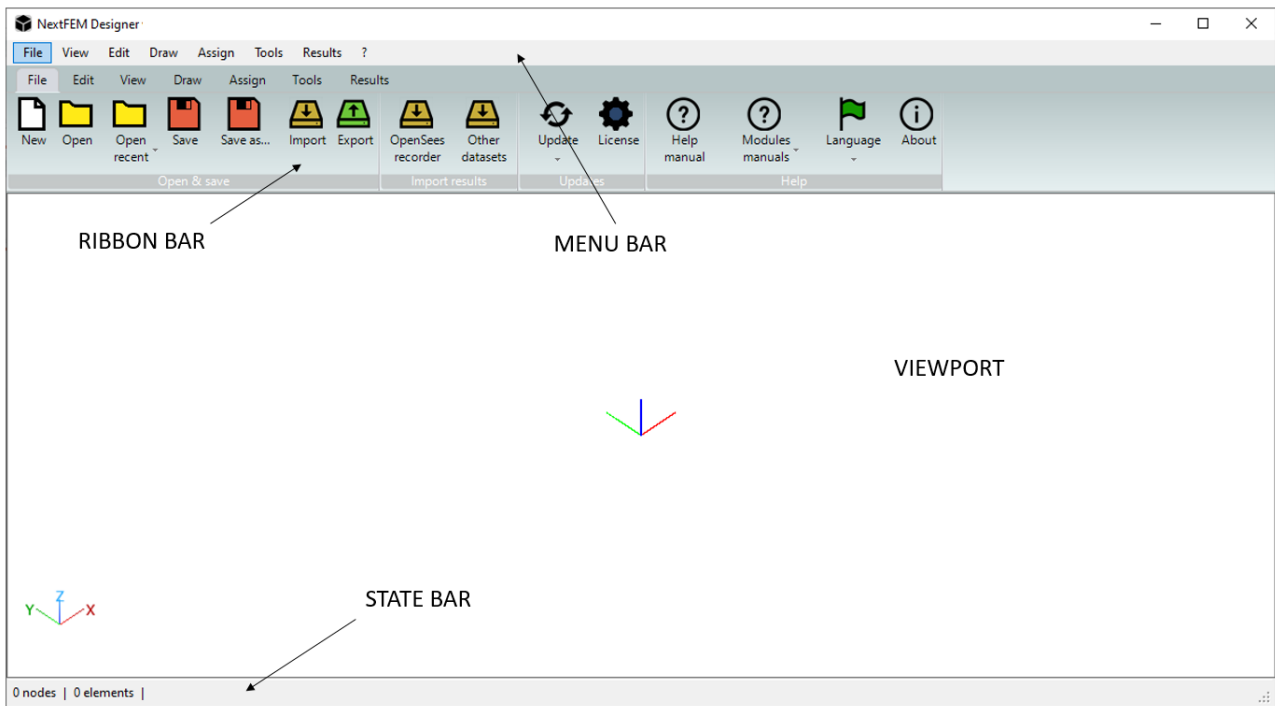 NextFEM Designer
File View Edit Draw Assign Tools Results ?
File Edit View Draw Assign Tools Results
New Open Open recent Save Save as... Import Export OpenSees recorder Other datasets Update License Help manual Modules manuals Language About
Open & save Import results Updates Help
RIBBON BAR MENU BAR
VIEWPORT
STATE BAR
Z
Y X
0 nodes | 0 elements |